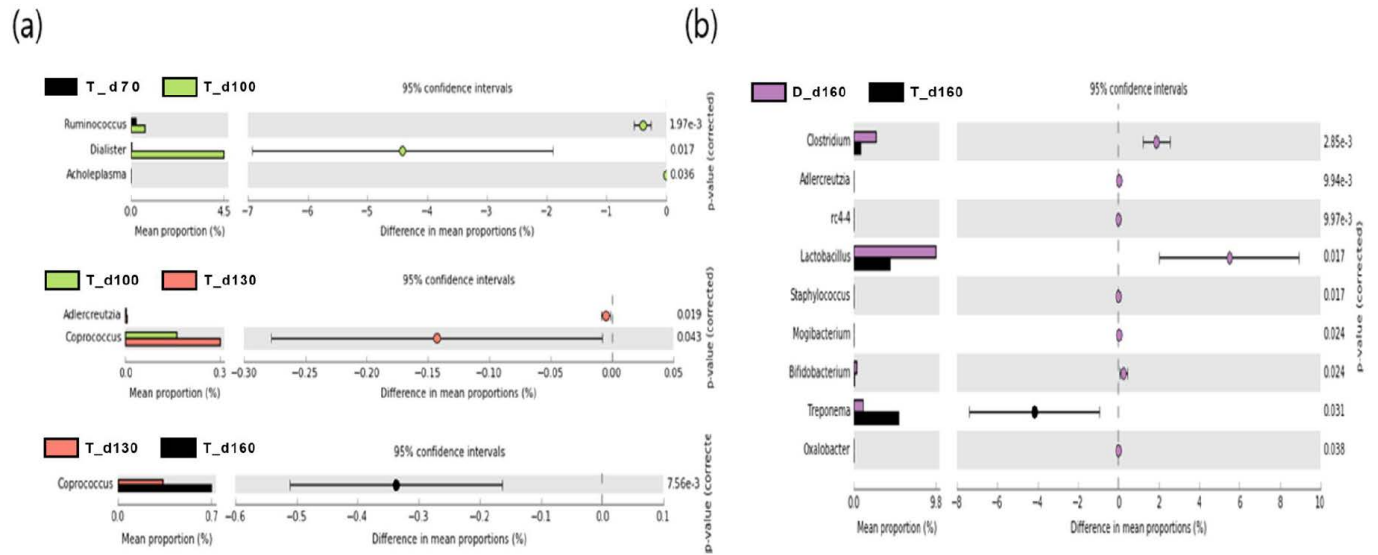 (a)
T_d70 T_d100
95% confidence intervals
Ruminococcus 1.97e-3
Dialister 0.017
Acholeplasma 0.036
0.0 4.5 −7 −6 −5 −4 −3 −2 −1 0
Mean proportion (%) Difference in mean proportions (%)
p-value (corrected)
T_d100 T_d130
95% confidence intervals
Adlercreutzia 0.019
Coprococcus 0.043
0.0 0.3 −0.30 −0.25 −0.20 −0.15 −0.10 −0.05 0.00 0.05
Mean proportion (%) Difference in mean proportions (%)
p-value (corrected)
T_d130 T_d160
95% confidence intervals
Coprococcus 7.56e-3
0.0 0.7 −0.6 −0.5 −0.4 −0.3 −0.2 −0.1 0.0 0.1
Mean proportion (%) Difference in mean proportions (%)
p-value (correcte
(b)
D_d160 T_d160
95% confidence intervals
Clostridium 2.85e-3
Adlercreutzia 9.94e-3
rc4-4 9.97e-3
Lactobacillus 0.017
Staphylococcus 0.017
Mogibacterium 0.024
Bifidobacterium 0.024
Treponema 0.031
Oxalobacter 0.038
0.0 9.8 −8 −6 −4 −2 0 2 4 6 8 10
Mean proportion (%) Difference in mean proportions (%)
p-value (corrected)